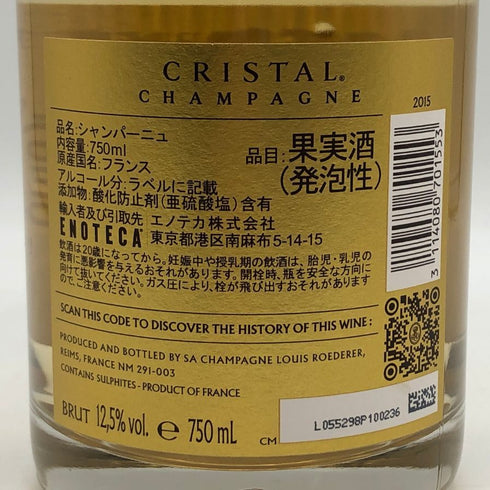 CRISTAL®
CHAMPAGNE
2015
品名:シャンパーニュ
内容量:750ml
原産国名:フランス
アルコール分:ラベルに記載
添加物:酸化防止剤(亜硫酸塩)含有
品目:果実酒
(発泡性)
輸入者及び引取先
ENOTECA® エノテカ株式会社
東京都港区南麻布5-14-15
飲酒は20歳になってから。妊娠中や授乳期の飲酒は、胎児・乳児の
発育に悪影響を与えるおそれがあります。開栓時、瓶を安全な方向に
向けて抜いてください。ガス圧により、栓が飛び出すおそれがあります
ので、ご注意ください。
3 114080 701553
SCAN THIS CODE TO DISCOVER THE HISTORY OF THIS WINE :
PRODUCED AND BOTTLED BY SA CHAMPAGNE LOUIS ROEDERER,
REIMS, FRANCE NM 291-003
CONTAINS SULPHITES - PRODUCT OF FRANCE
BRUT 12,5% vol. e 750 mL
CM
L055298P100236